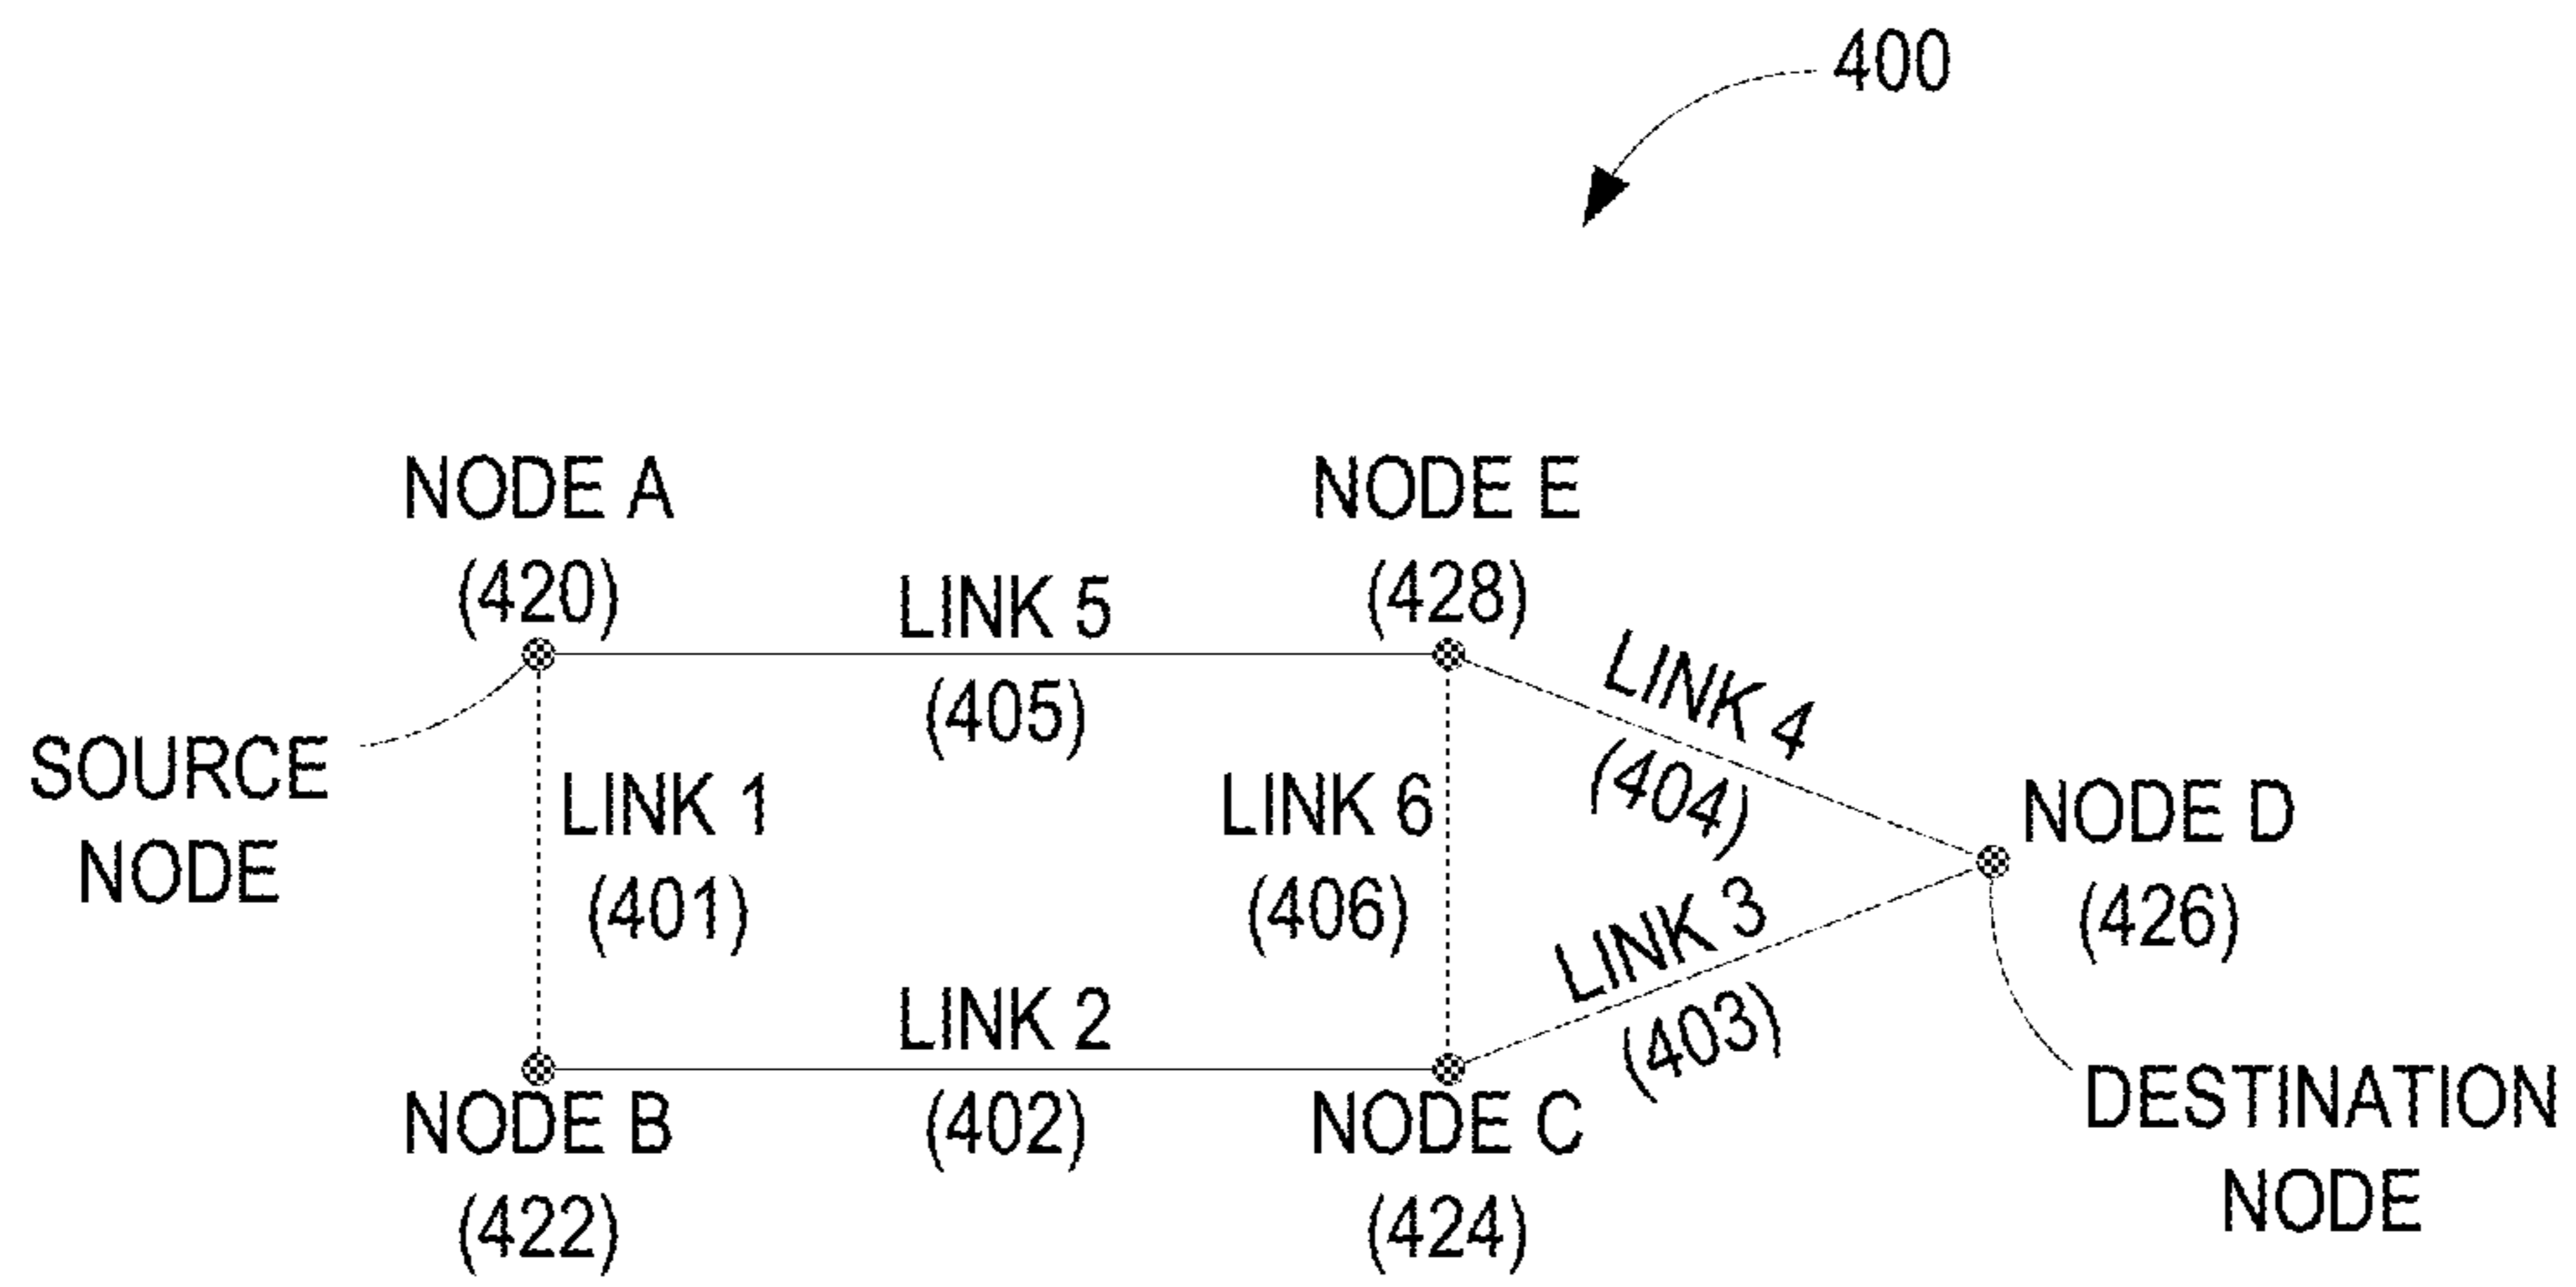 400
NODE A
(420)
NODE E
(428)
LINK 5
(405)
LINK 4
(404)
SOURCE
NODE
LINK 1
(401)
LINK 6
(406)
NODE D
(426)
LINK 3
(403)
LINK 2
(402)
NODE B
(422)
NODE C
(424)
DESTINATION
NODE